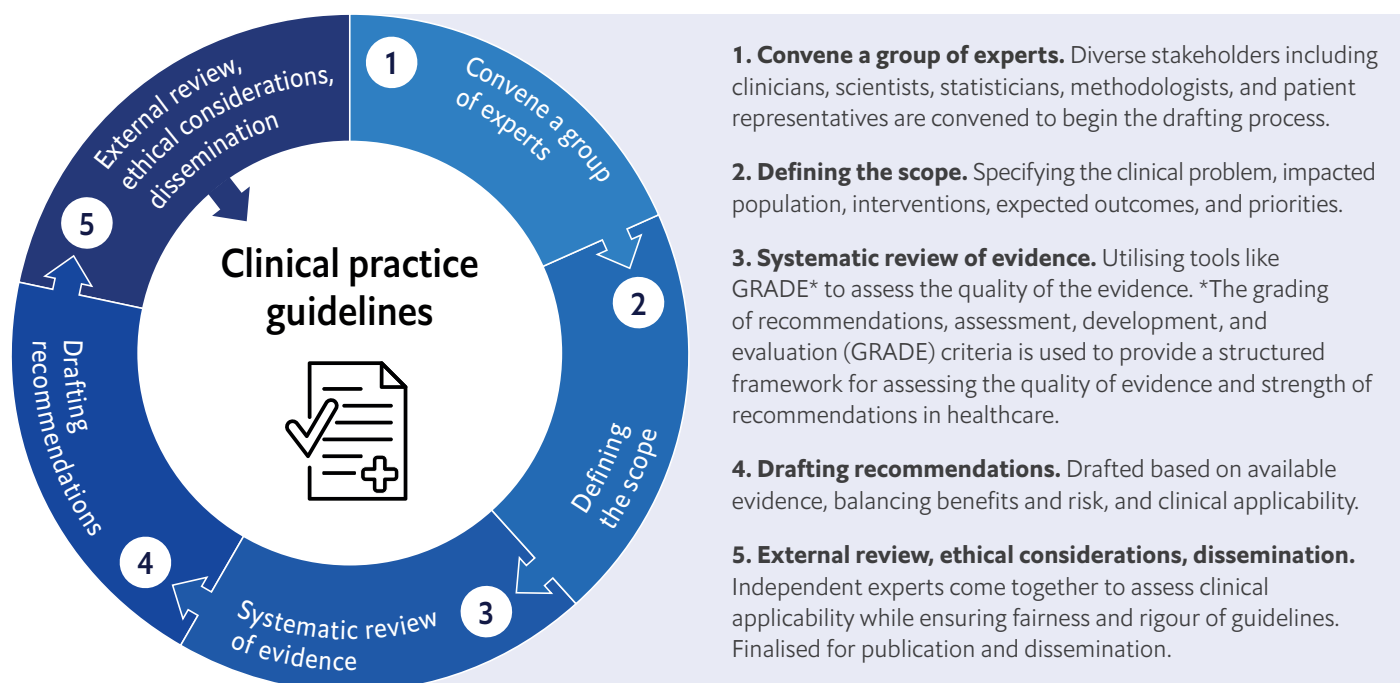 1
Convene a group
of experts
2
Defining
the scope
3
Systematic review
of evidence
4
Drafting
recommendations
5
External review,
ethical considerations,
dissemination
Clinical practice
guidelines
1. Convene a group of experts. Diverse stakeholders including
clinicians, scientists, statisticians, methodologists, and patient
representatives are convened to begin the drafting process.
2. Defining the scope. Specifying the clinical problem, impacted
population, interventions, expected outcomes, and priorities.
3. Systematic review of evidence. Utilising tools like
GRADE* to assess the quality of the evidence. *The grading
of recommendations, assessment, development, and
evaluation (GRADE) criteria is used to provide a structured
framework for assessing the quality of evidence and strength of
recommendations in healthcare.
4. Drafting recommendations. Drafted based on available
evidence, balancing benefits and risk, and clinical applicability.
5. External review, ethical considerations, dissemination.
Independent experts come together to assess clinical
applicability while ensuring fairness and rigour of guidelines.
Finalised for publication and dissemination.